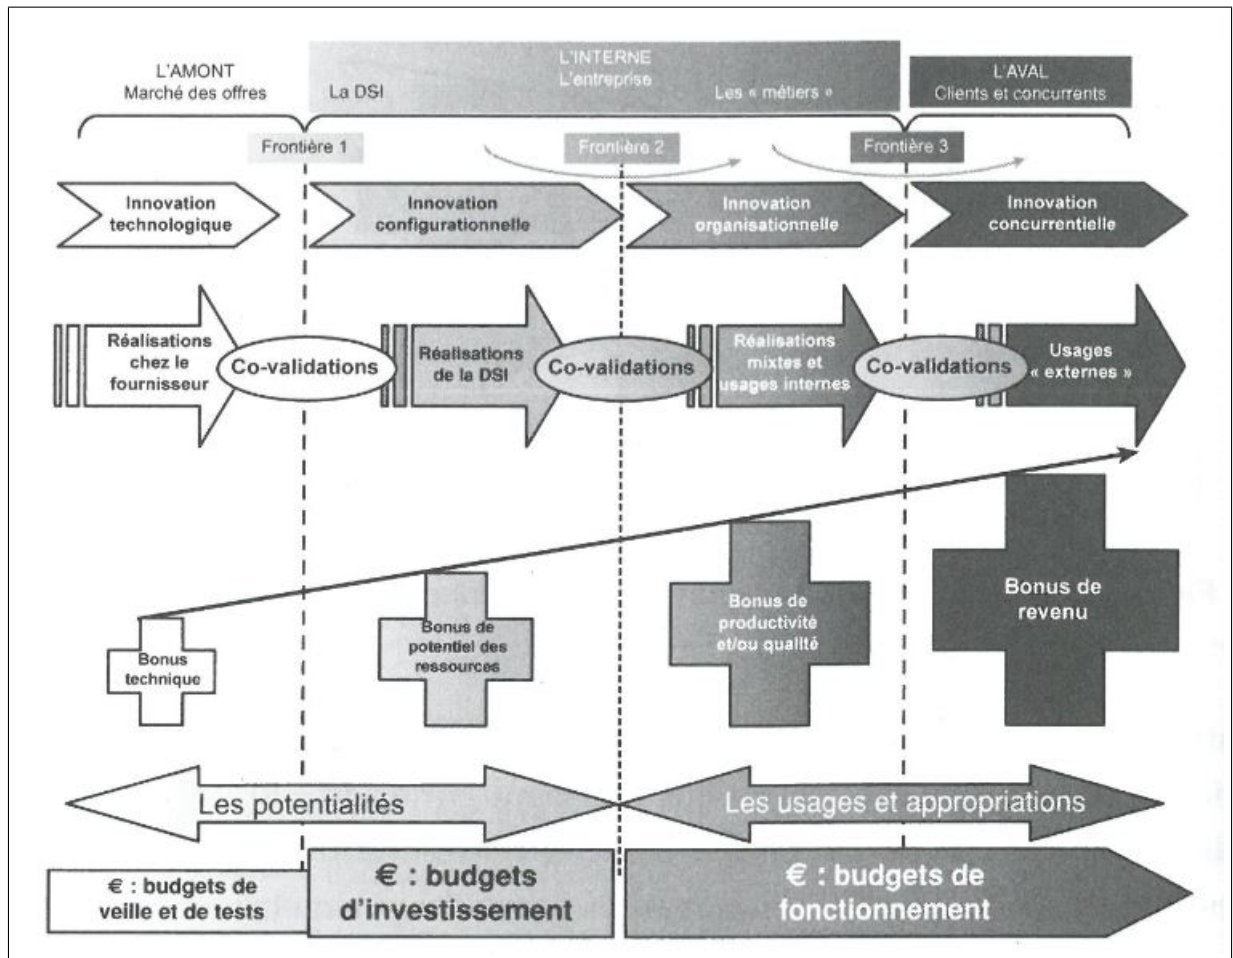 L'INTERNE
L'entreprise
L'AMONT
Marché des offres
La DSI
Les « métiers »
L'AVAL
Clients et concurrents
Frontière 1
Frontière 2
Frontière 3
Innovation
technologique
Innovation
configurationnelle
Innovation
organisationnelle
Innovation
concurrentielle
Réalisations
chez le
fournisseur
Co-validations
Réalisations
de la DSI
Co-validations
Réalisations
mixtes et
usages internes
Co-validations
Usages
« externes »
Bonus
technique
Bonus de
potentiel des
ressources
Bonus de
productivité
et/ou qualité
Bonus de
revenu
Les potentialités
Les usages et appropriations
€ : budgets de
veille et de tests
€ : budgets
d'investissement
€ : budgets de
fonctionnement